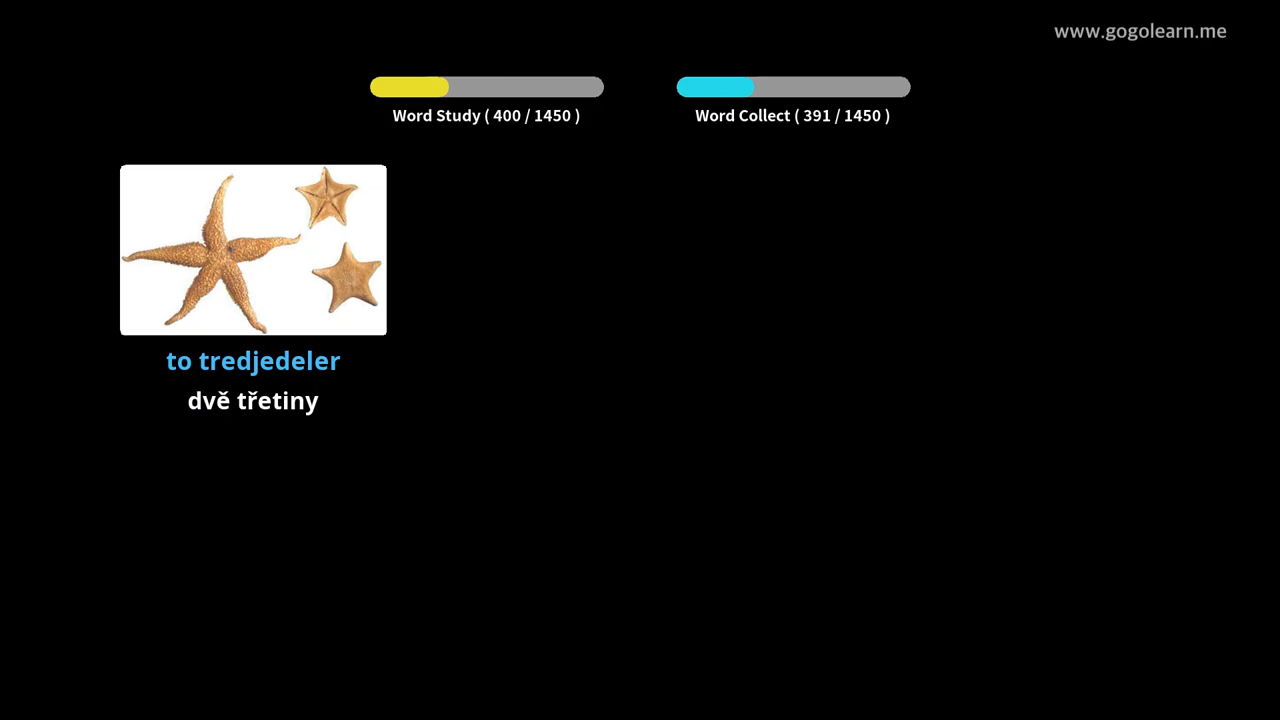 www.gogolearn.me
Word Study ( 400 / 1450 )
Word Collect ( 391 / 1450 )
to tredjedeler
dvě třetiny